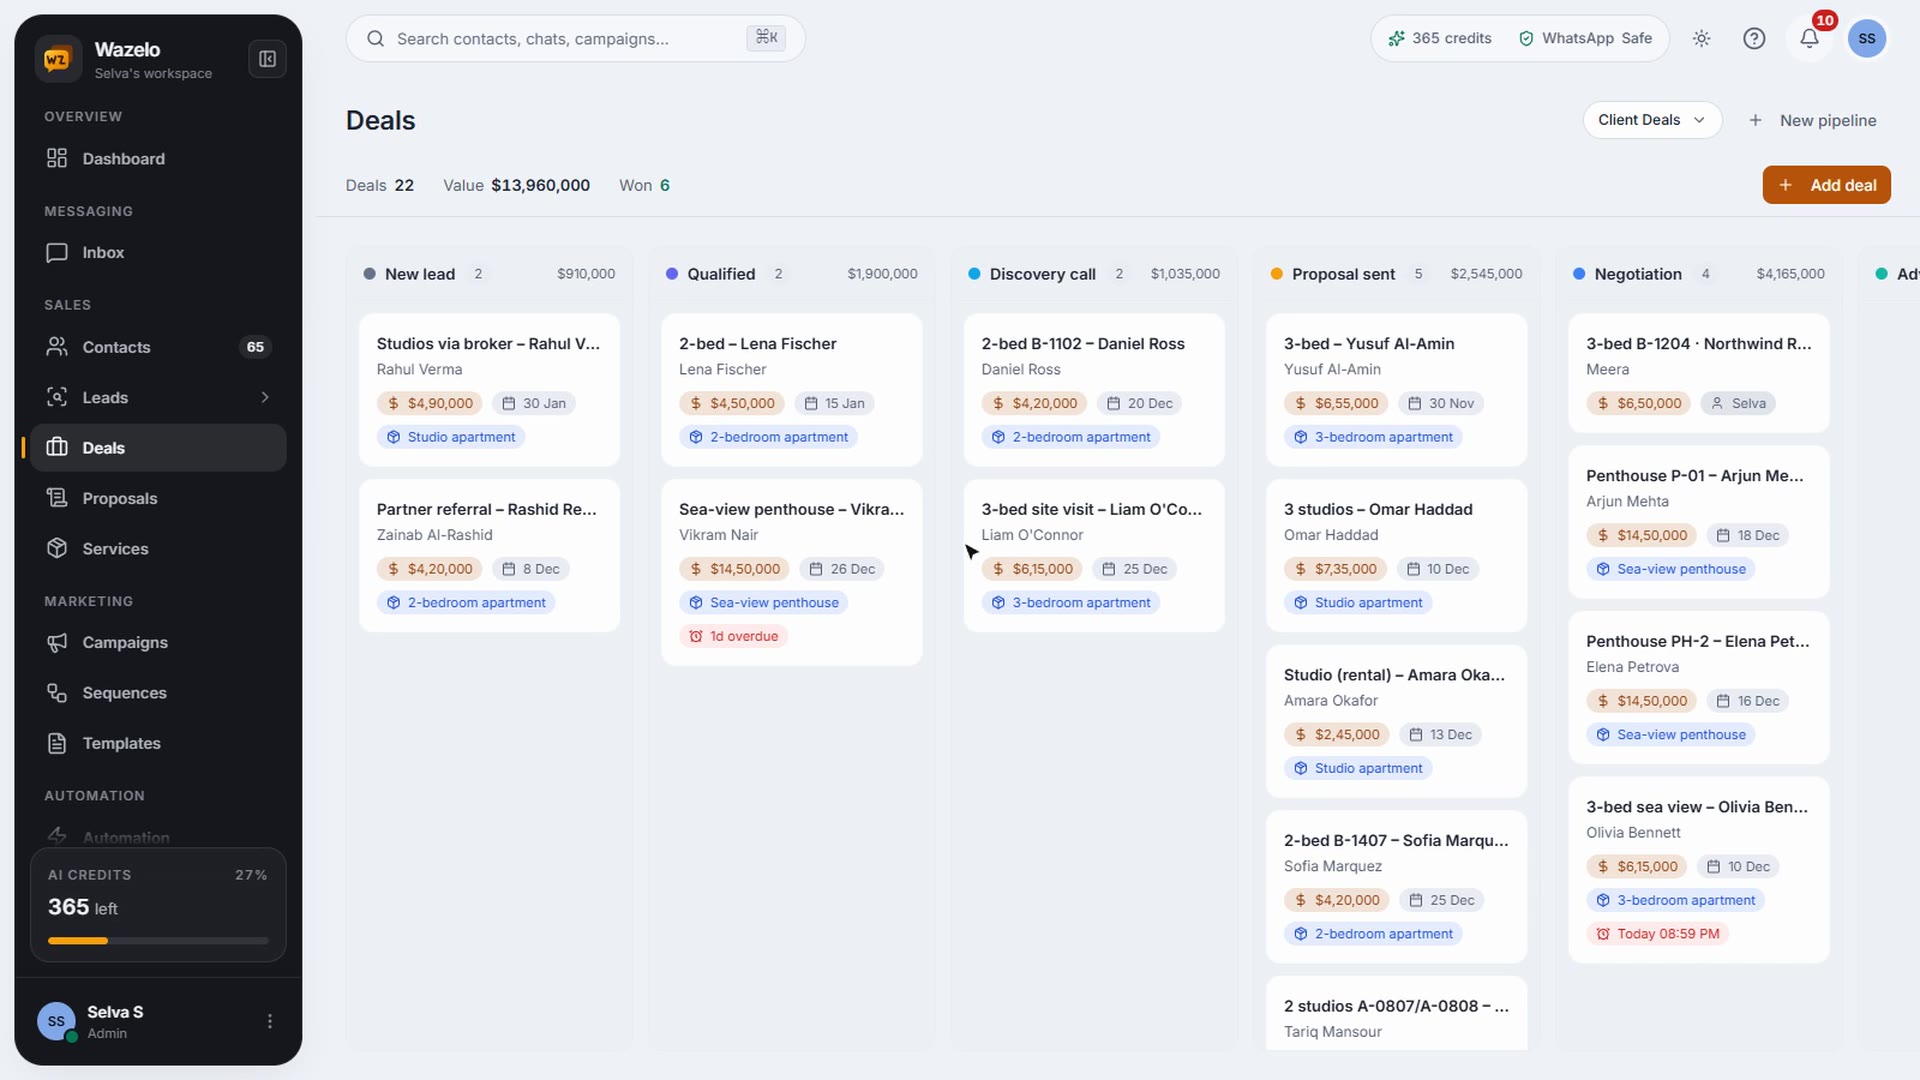 Wazelo
Selva's workspace
OVERVIEW
Dashboard
MESSAGING
Inbox
SALES
Contacts 65
Leads
Deals
Proposals
Services
MARKETING
Campaigns
Sequences
Templates
AUTOMATION
Automation
AI CREDITS 27%
365 left
SS Selva S
Admin
Search contacts, chats, campaigns... ⌘K
365 credits WhatsApp Safe
10
SS
Deals
Client Deals
+ New pipeline
Deals 22 Value $13,960,000 Won 6
+ Add deal
New lead 2 $910,000
Studios via broker – Rahul V...
Rahul Verma
$4,90,000 30 Jan
Studio apartment
Partner referral – Rashid Re...
Zainab Al-Rashid
$4,20,000 8 Dec
2-bedroom apartment
Qualified 2 $1,900,000
2-bed – Lena Fischer
Lena Fischer
$4,50,000 15 Jan
2-bedroom apartment
Sea-view penthouse – Vikra...
Vikram Nair
$14,50,000 26 Dec
Sea-view penthouse
1d overdue
Discovery call 2 $1,035,000
2-bed B-1102 – Daniel Ross
Daniel Ross
$4,20,000 20 Dec
2-bedroom apartment
3-bed site visit – Liam O'Co...
Liam O'Connor
$6,15,000 25 Dec
3-bedroom apartment
Proposal sent 5 $2,545,000
3-bed – Yusuf Al-Amin
Yusuf Al-Amin
$6,55,000 30 Nov
3-bedroom apartment
3 studios – Omar Haddad
Omar Haddad
$7,35,000 10 Dec
Studio apartment
Studio (rental) – Amara Oka...
Amara Okafor
$2,45,000 13 Dec
Studio apartment
2-bed B-1407 – Sofia Marqu...
Sofia Marquez
$4,20,000 25 Dec
2-bedroom apartment
2 studios A-0807/A-0808 – ...
Tariq Mansour
Negotiation 4 $4,165,000
3-bed B-1204 · Northwind R...
Meera
$6,50,000 Selva
Penthouse P-01 – Arjun Me...
Arjun Mehta
$14,50,000 18 Dec
Sea-view penthouse
Penthouse PH-2 – Elena Pet...
Elena Petrova
$14,50,000 16 Dec
Sea-view penthouse
3-bed sea view – Olivia Ben...
Olivia Bennett
$6,15,000 10 Dec
3-bedroom apartment
Today 08:59 PM